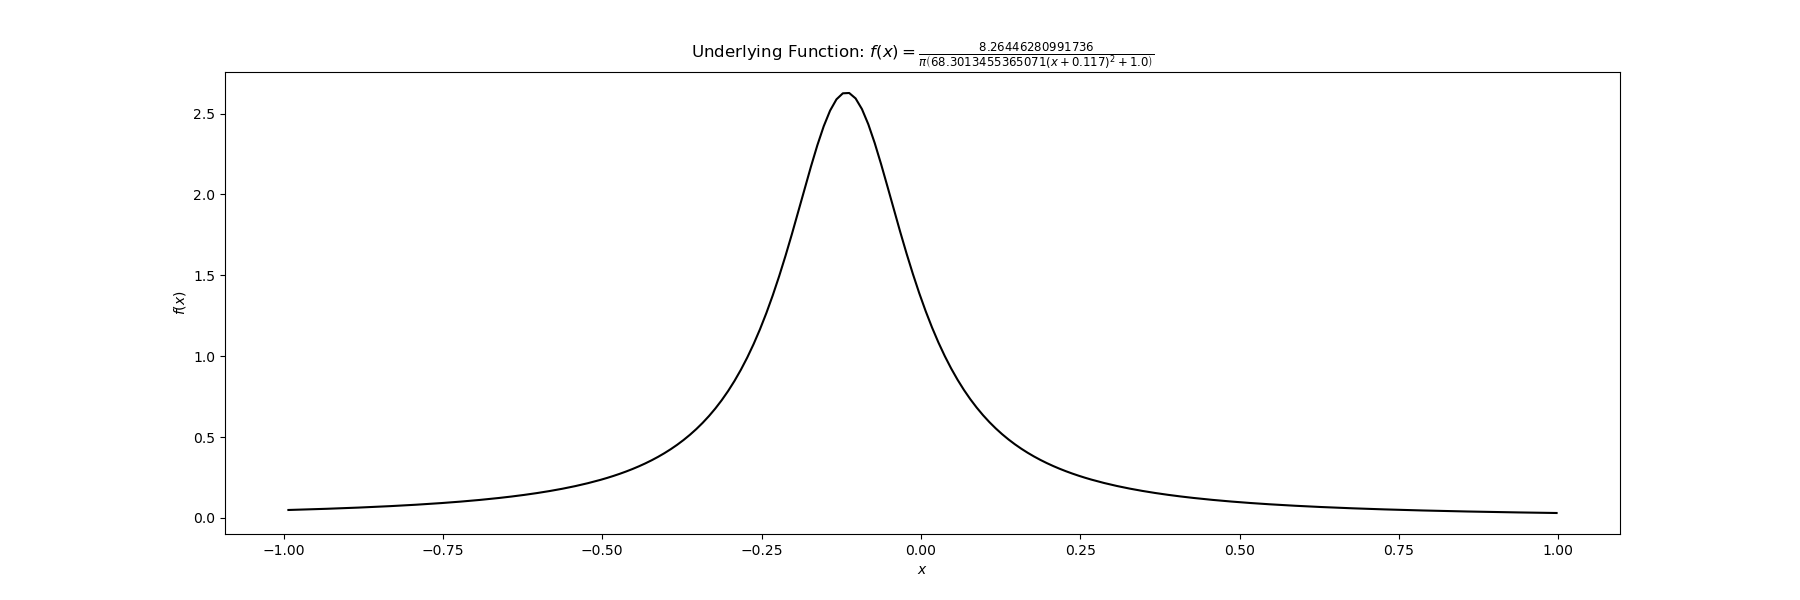 Underlying Function: f(x) = 8.26446280991736 / π(68.3013455365071(x + 0.117)² + 1.0)
2.5
2.0
1.5
1.0
0.5
0.0
f(x)
−1.00 −0.75 −0.50 −0.25 0.00 0.25 0.50 0.75 1.00
x